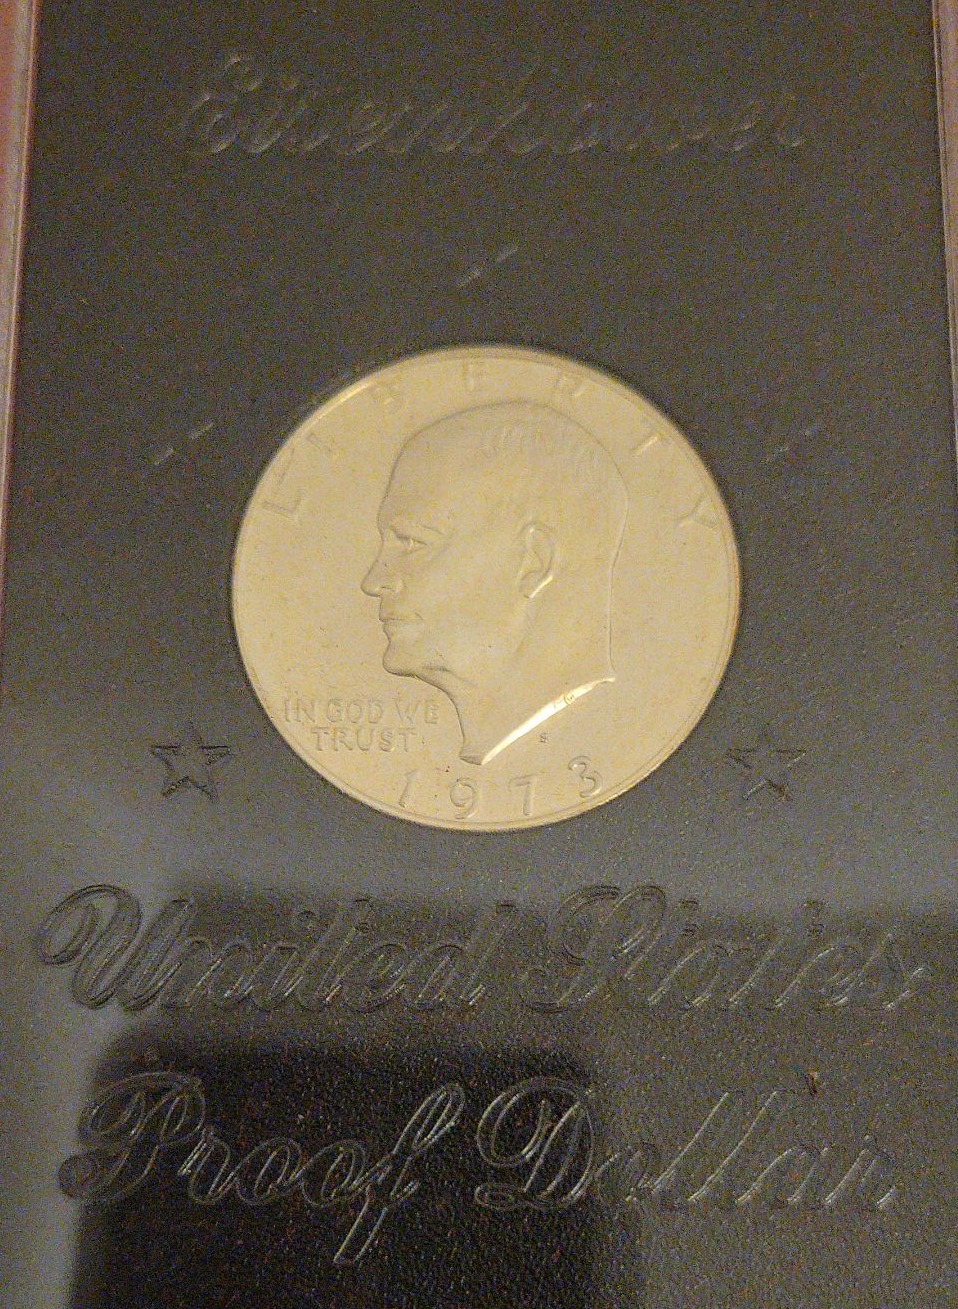 Eisenhower
LIBERTY
IN GOD WE
TRUST
S
1973
United States
Proof Dollar